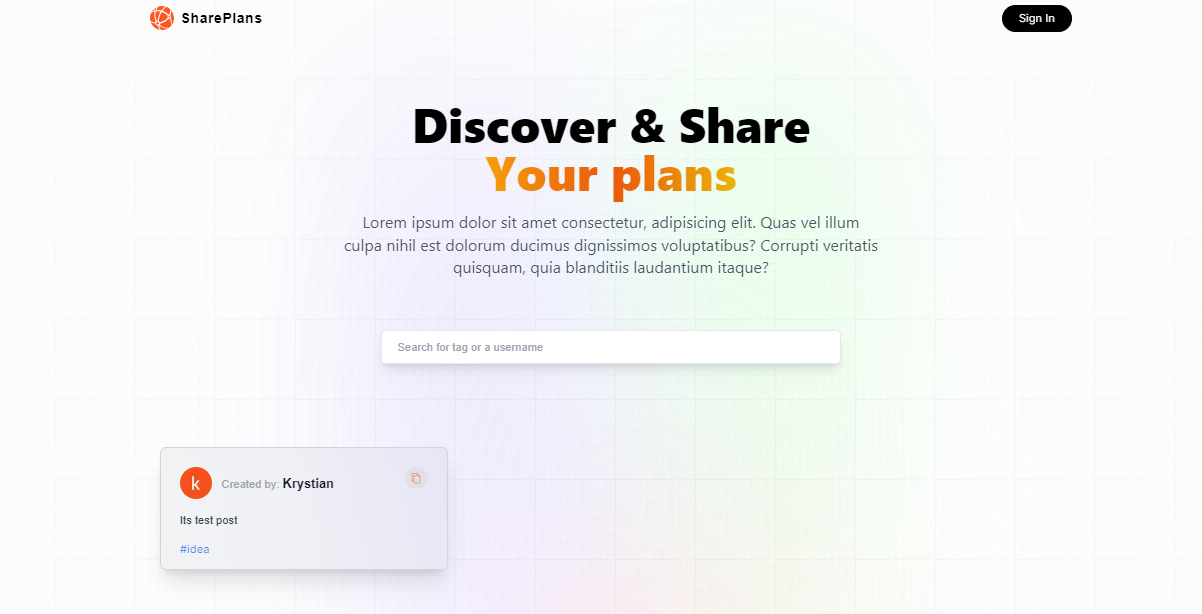 SharePlans
Sign In
Discover & Share
Your plans
Lorem ipsum dolor sit amet consectetur, adipisicing elit. Quas vel illum
culpa nihil est dolorum ducimus dignissimos voluptatibus? Corrupti veritatis
quisquam, quia blanditiis laudantium itaque?
Search for tag or a username
k
Created by: Krystian
Its test post
#idea